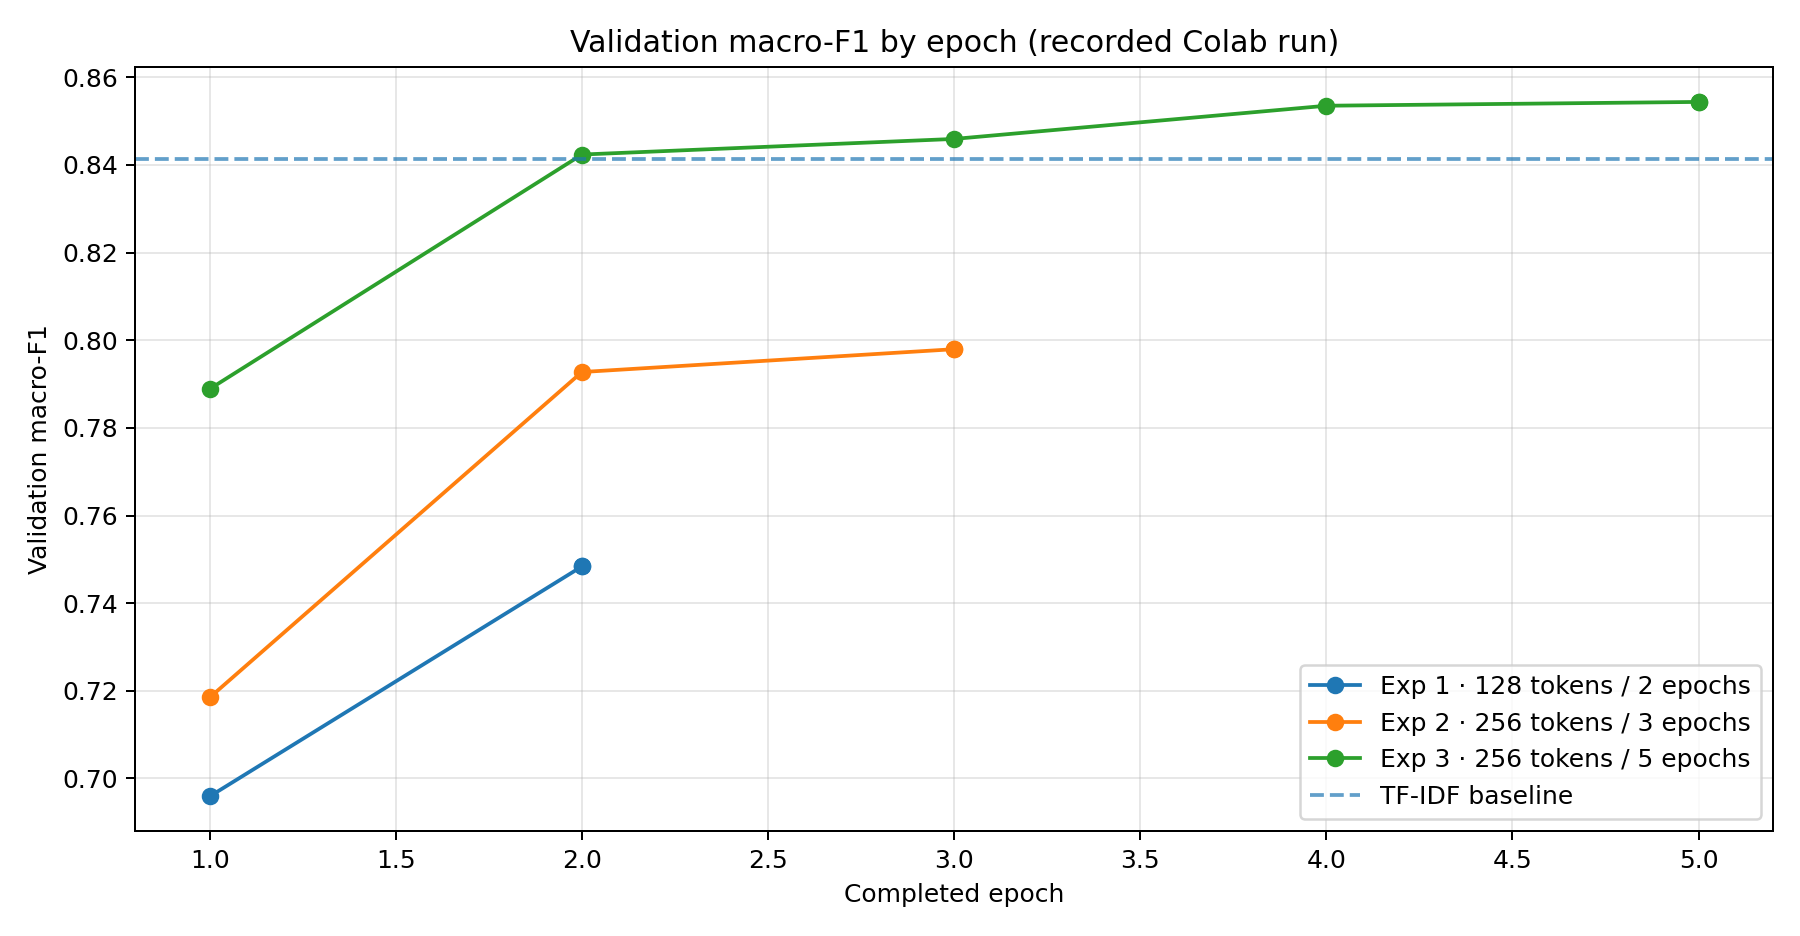 Validation macro-F1 by epoch (recorded Colab run)
Validation macro-F1
0.86
0.84
0.82
0.80
0.78
0.76
0.74
0.72
0.70
Exp 1 · 128 tokens / 2 epochs
Exp 2 · 256 tokens / 3 epochs
Exp 3 · 256 tokens / 5 epochs
TF-IDF baseline
1.0 1.5 2.0 2.5 3.0 3.5 4.0 4.5 5.0
Completed epoch